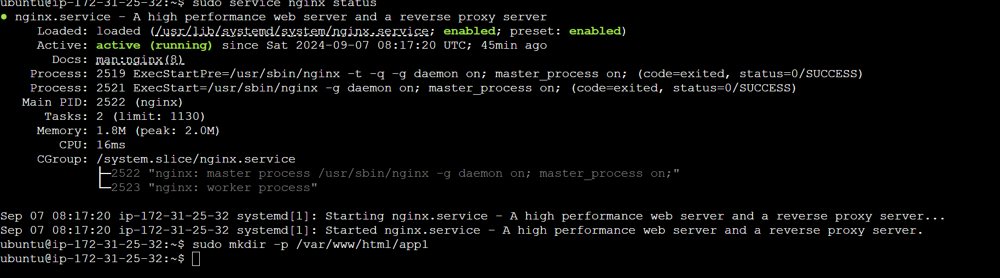 ubuntu@ip-172-31-25-32:~$ sudo service nginx status
● nginx.service - A high performance web server and a reverse proxy server
     Loaded: loaded (/usr/lib/systemd/system/nginx.service; enabled; preset: enabled)
     Active: active (running) since Sat 2024-09-07 08:17:20 UTC; 45min ago
       Docs: man:nginx(8)
    Process: 2519 ExecStartPre=/usr/sbin/nginx -t -q -g daemon on; master_process on; (code=exited, status=0/SUCCESS)
    Process: 2521 ExecStart=/usr/sbin/nginx -g daemon on; master_process on; (code=exited, status=0/SUCCESS)
   Main PID: 2522 (nginx)
      Tasks: 2 (limit: 1130)
     Memory: 1.8M (peak: 2.0M)
        CPU: 16ms
     CGroup: /system.slice/nginx.service
             ├─2522 "nginx: master process /usr/sbin/nginx -g daemon on; master_process on;"
             └─2523 "nginx: worker process"

Sep 07 08:17:20 ip-172-31-25-32 systemd[1]: Starting nginx.service - A high performance web server and a reverse proxy server...
Sep 07 08:17:20 ip-172-31-25-32 systemd[1]: Started nginx.service - A high performance web server and a reverse proxy server.
ubuntu@ip-172-31-25-32:~$ sudo mkdir -p /var/www/html/app1
ubuntu@ip-172-31-25-32:~$